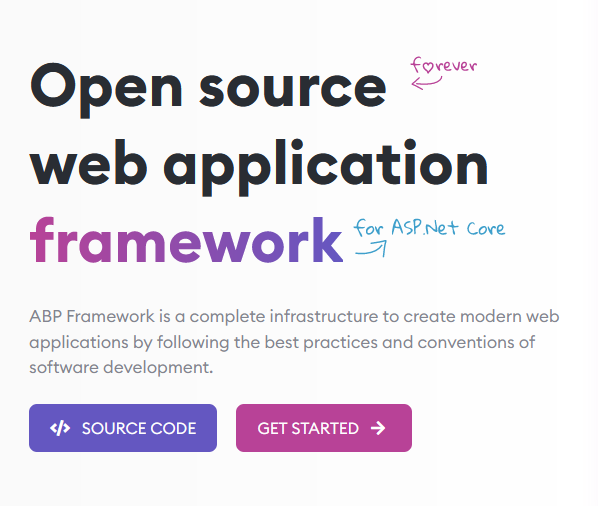 Open source forever
web application
framework for ASP.Net Core
ABP Framework is a complete infrastructure to create modern web
applications by following the best practices and conventions of
software development.
SOURCE CODE GET STARTED